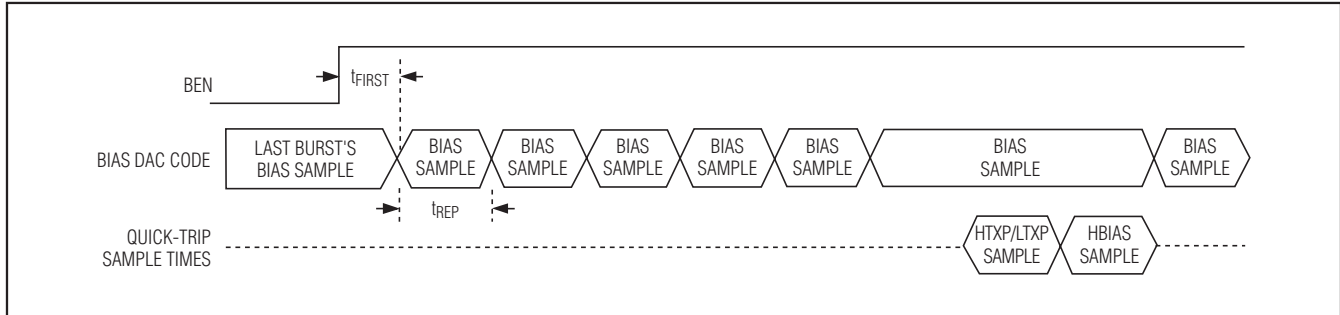 BEN
tFIRST
BIAS DAC CODE
LAST BURST'S
BIAS SAMPLE
BIAS
SAMPLE
BIAS
SAMPLE
BIAS
SAMPLE
BIAS
SAMPLE
BIAS
SAMPLE
BIAS
SAMPLE
BIAS
SAMPLE
tREP
QUICK-TRIP
SAMPLE TIMES
HTXP/LTXP
SAMPLE
HBIAS
SAMPLE